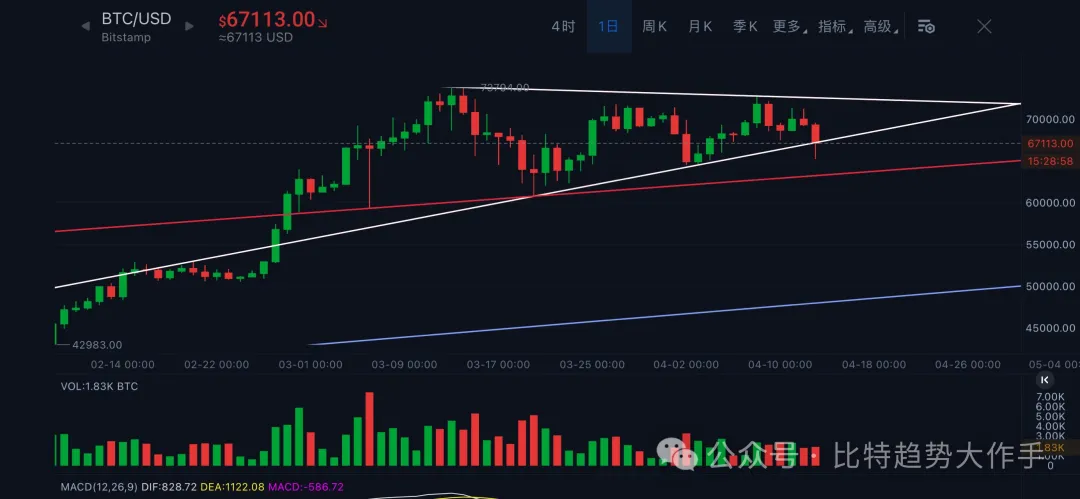 BTC/USD
Bitstamp
$67113.00
≈67113 USD
4时 1日 周K 月K 季K 更多 指标 高级
73794.00
70000.00
67113.00
15:28:58
60000.00
50000.00
45000.00
42983.00
02-14 00:00 02-22 00:00 03-01 00:00 03-09 00:00 03-17 00:00 03-25 00:00 04-02 00:00 04-10 00:00 04-18 00:00 04-26 00:00 05-04 00
VOL:1.83K BTC
7.00K
6.00K
5.00K
4.00K
3.00K
1.83K
0
公众号 · 比特趋势大作手
MACD(12,26,9) DIF:828.72 DEA:1122.08 MACD:-586.72